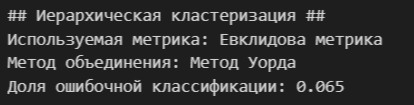 ## Иерархическая кластеризация ##
Используемая метрика: Евклидова метрика
Метод объединения: Метод Уорда
Доля ошибочной классификации: 0.065